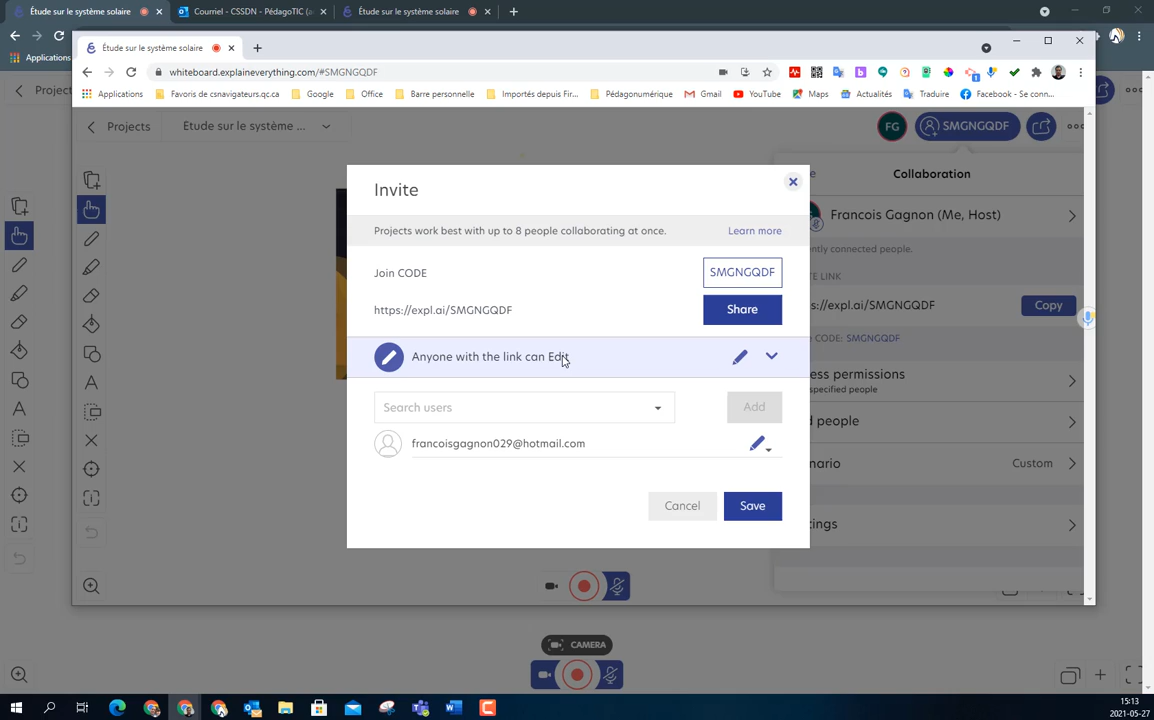 Étude sur le système solaire
Courriel - CSSDN - PédagoTIC (
Étude sur le système solaire
Applications
Étude sur le système solaire
whiteboard.explaineverything.com/#SMGNGQDF
Applications
Favoris de csnavigateurs.qc.ca
Google
Office
Barre personnelle
Importés depuis Fir...
Pédagonumérique
Gmail
YouTube
Maps
Actualités
Traduire
Facebook - Se conn...
Project
Projects
Étude sur le système ...
FG
SMGNGQDF
Invite
Collaboration
Projects work best with up to 8 people collaborating at once.
Learn more
Francois Gagnon (Me, Host)
ently connected people.
Join CODE
SMGNGQDF
TE LINK
https://expl.ai/SMGNGQDF
Share
s://expl.ai/SMGNGQDF
Copy
CODE: SMGNGQDF
Anyone with the link can Edit
ess permissions
specified people
Search users
Add
d people
francoisgagnon029@hotmail.com
nario
Custom
Cancel
Save
tings
CAMERA
15:13
2021-05-27